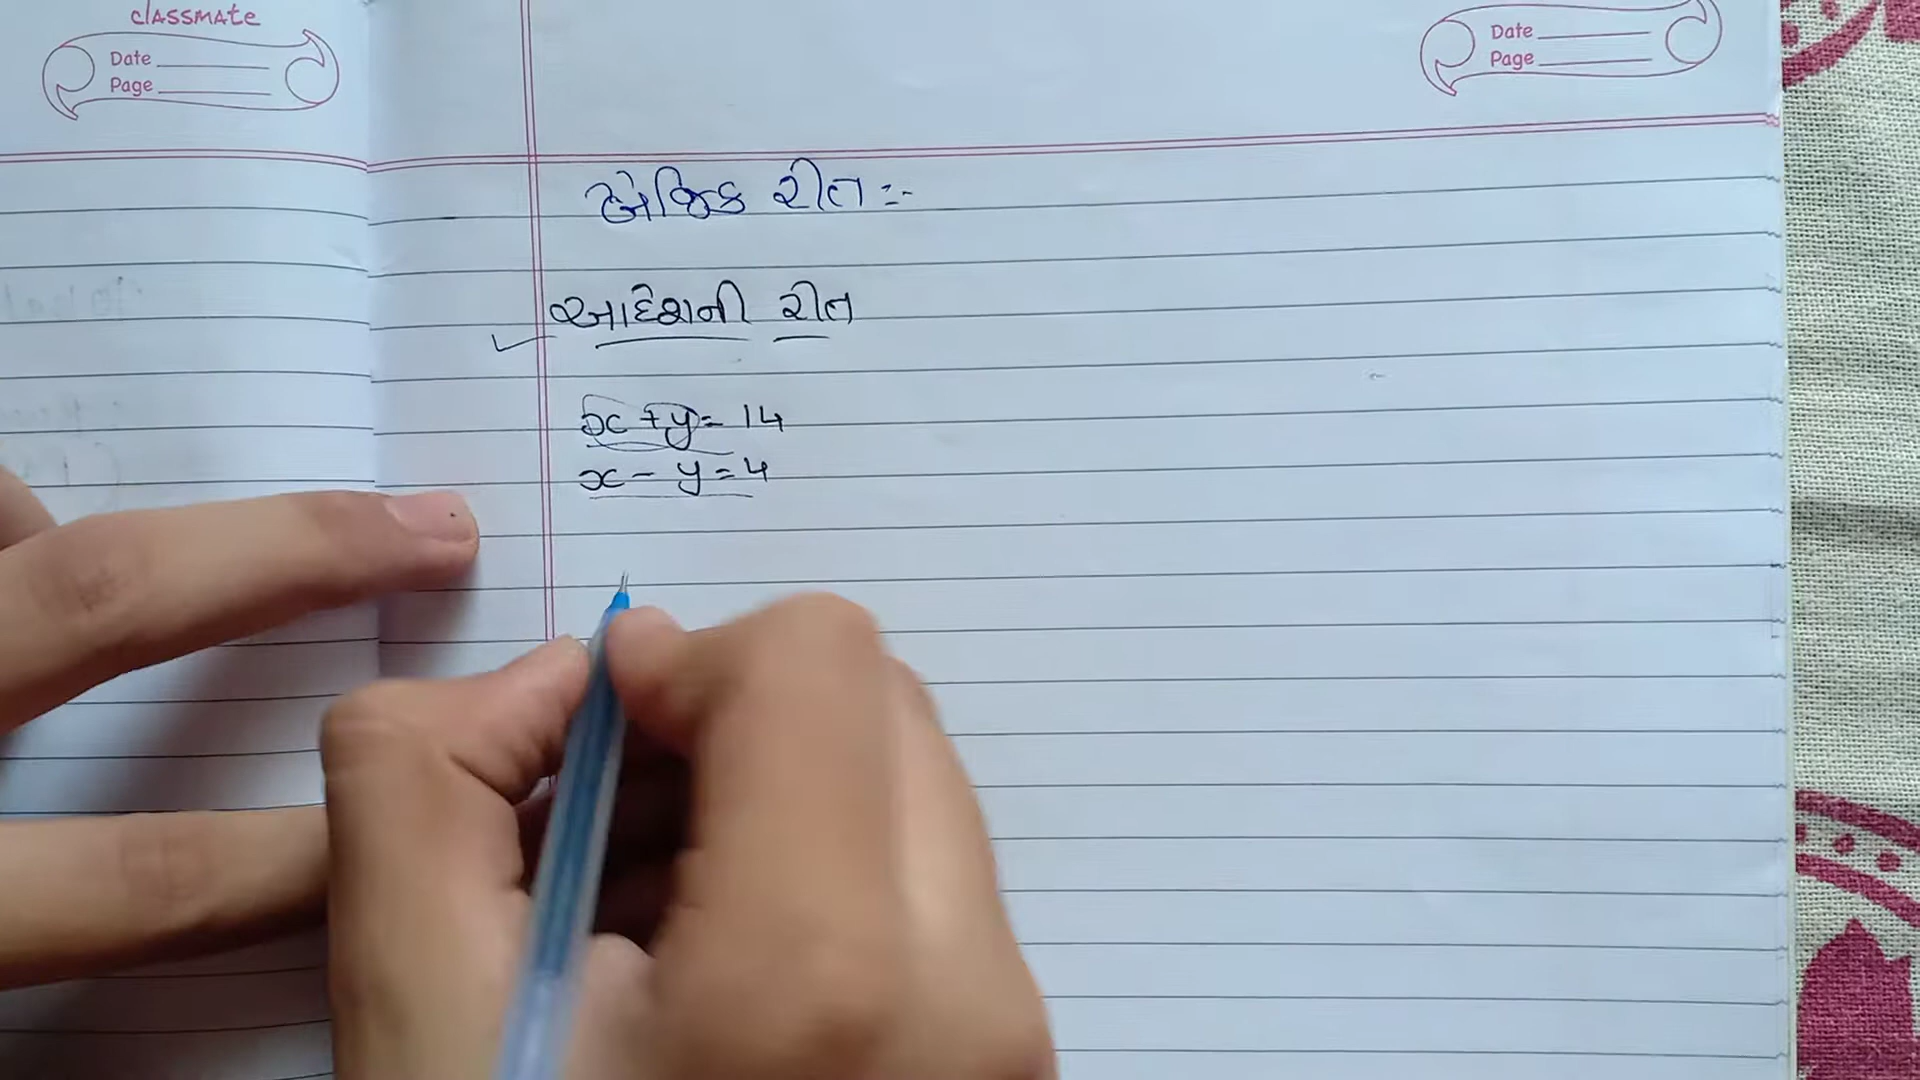 classmate
Date
Page
Date
Page
બૈજિક રીત :-
આદેશની રીત
x + y = 14
x - y = 4